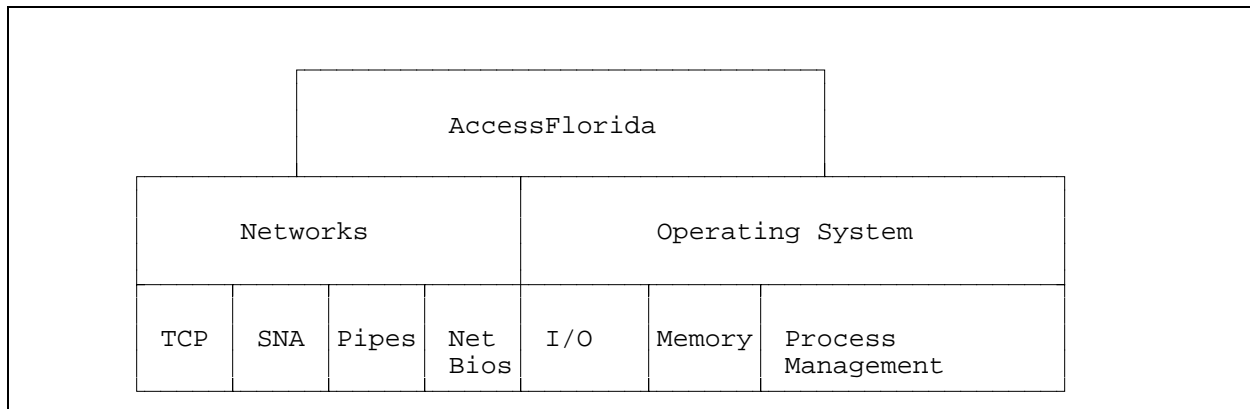 AccessFlorida
Networks Operating System
TCP SNA Pipes Net I/O Memory Process
Bios Management